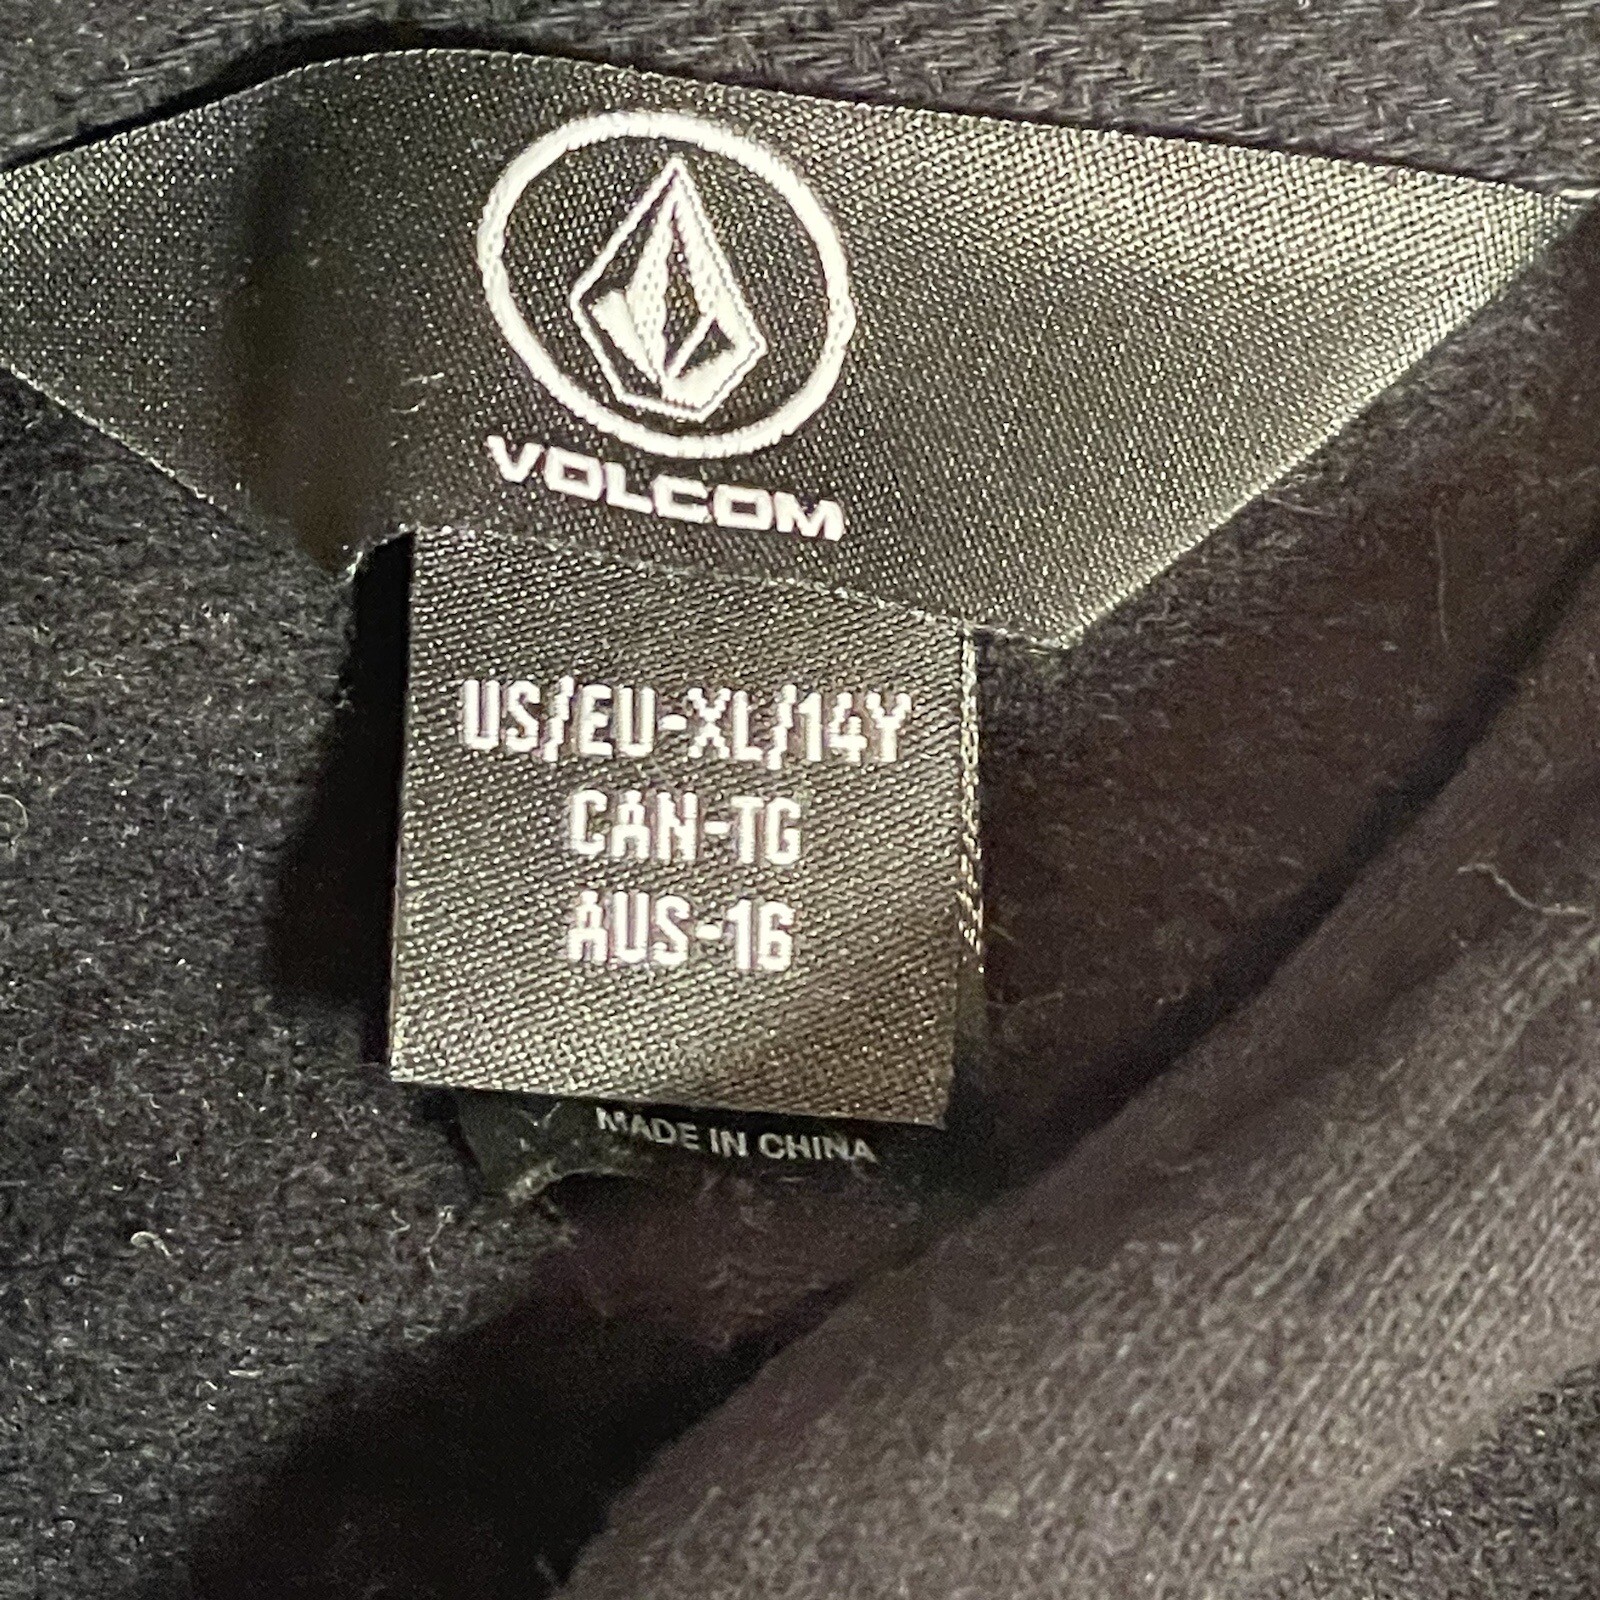 VOLCOM
US/EU-XL/14Y
CAN-TG
AUS-16
MADE IN CHINA